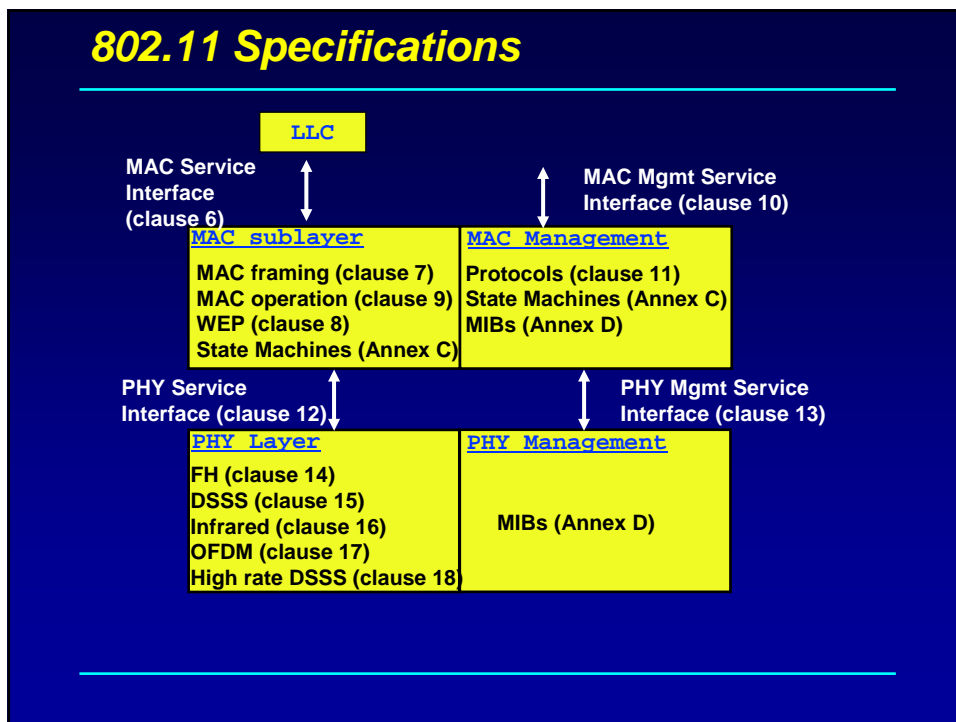 802.11 Specifications
LLC
MAC Service
Interface
(clause 6)
MAC Mgmt Service
Interface (clause 10)
MAC sublayer
MAC framing (clause 7)
MAC operation (clause 9)
WEP (clause 8)
State Machines (Annex C)
MAC Management
Protocols (clause 11)
State Machines (Annex C)
MIBs (Annex D)
PHY Service
Interface (clause 12)
PHY Mgmt Service
Interface (clause 13)
PHY Layer
FH (clause 14)
DSSS (clause 15)
Infrared (clause 16)
OFDM (clause 17)
High rate DSSS (clause 18)
PHY Management
MIBs (Annex D)